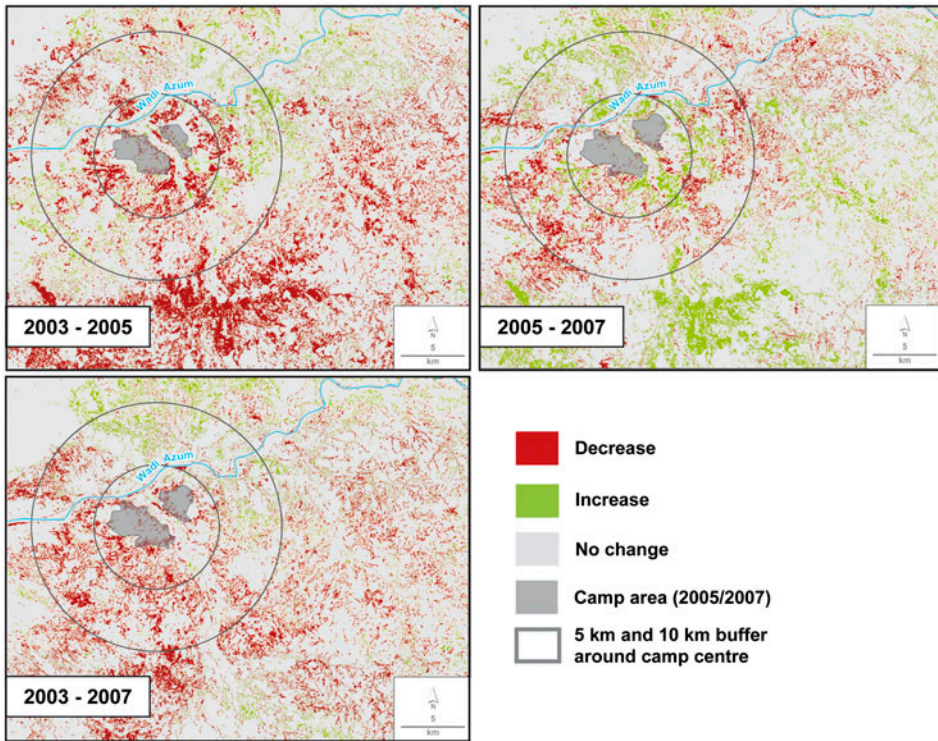 Wadi Azum
2003 - 2005
N
5
km
Wadi Azum
2005 - 2007
N
5
km
Wadi Azum
2003 - 2007
N
5
km
Decrease
Increase
No change
Camp area (2005/2007)
5 km and 10 km buffer
around camp centre